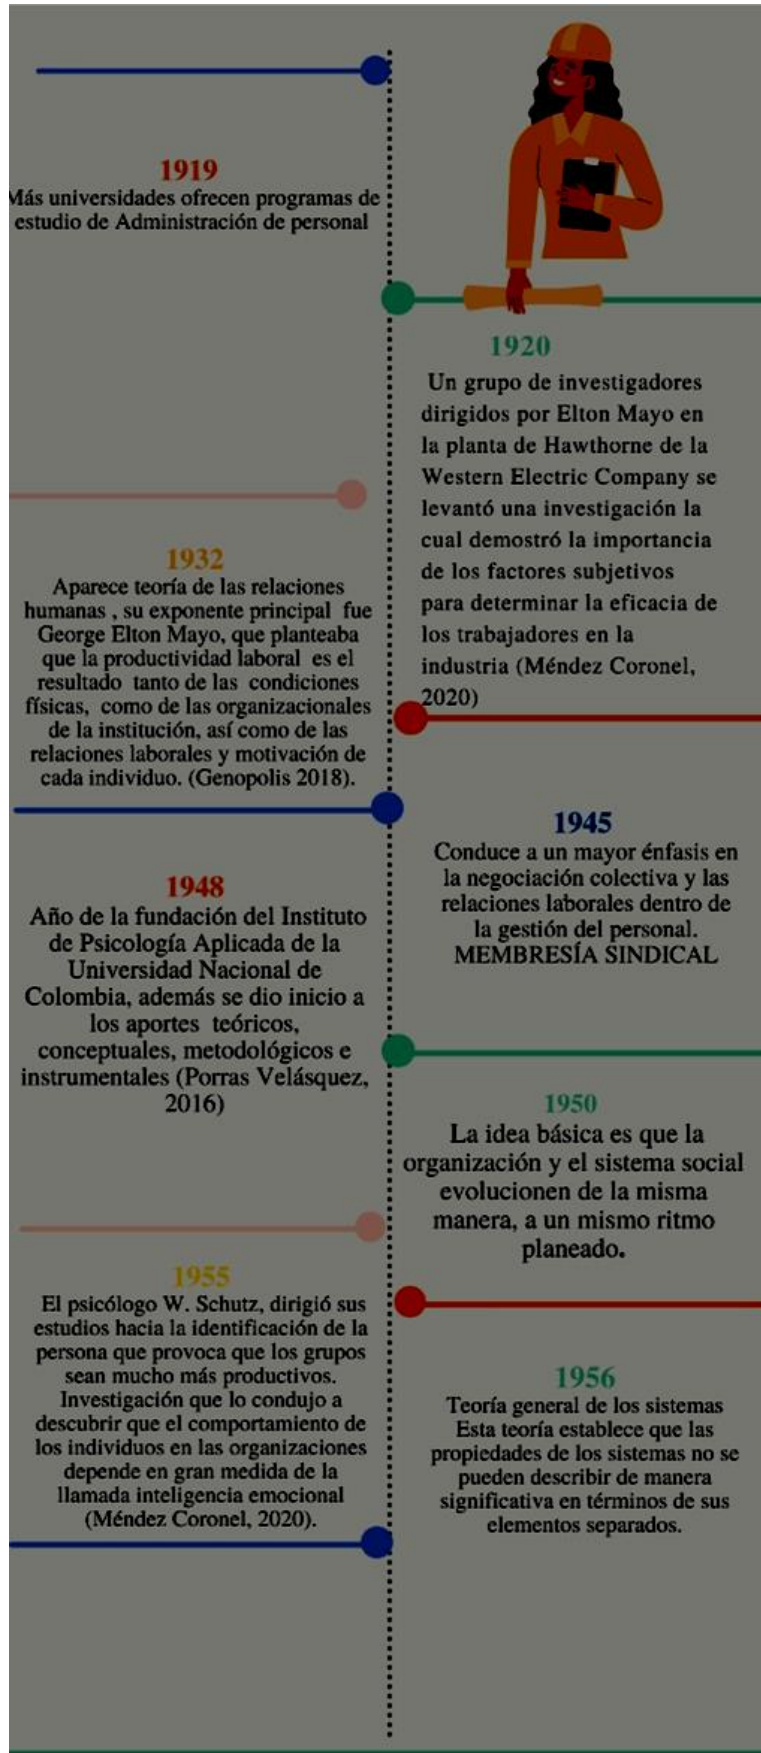 1919
Más universidades ofrecen programas de
estudio de Administración de personal
1920
Un grupo de investigadores
dirigidos por Elton Mayo en
la planta de Hawthorne de la
Western Electric Company se
levantó una investigación la
cual demostró la importancia
de los factores subjetivos
para determinar la eficacia de
los trabajadores en la
industria (Méndez Coronel,
2020)
1932
Aparece teoría de las relaciones
humanas , su exponente principal fue
George Elton Mayo, que planteaba
que la productividad laboral es el
resultado tanto de las condiciones
físicas, como de las organizacionales
de la institución, así como de las
relaciones laborales y motivación de
cada individuo. (Genopolis 2018).
1945
Conduce a un mayor énfasis en
la negociación colectiva y las
relaciones laborales dentro de
la gestión del personal.
MEMBRESÍA SINDICAL
1948
Año de la fundación del Instituto
de Psicología Aplicada de la
Universidad Nacional de
Colombia, además se dio inicio a
los aportes teóricos,
conceptuales, metodológicos e
instrumentales (Porras Velásquez,
2016)
1950
La idea básica es que la
organización y el sistema social
evolucionen de la misma
manera, a un mismo ritmo
planeado.
1955
El psicólogo W. Schutz, dirigió sus
estudios hacia la identificación de la
persona que provoca que los grupos
sean mucho más productivos.
Investigación que lo condujo a
descubrir que el comportamiento de
los individuos en las organizaciones
depende en gran medida de la
llamada inteligencia emocional
(Méndez Coronel, 2020).
1956
Teoría general de los sistemas
Esta teoría establece que las
propiedades de los sistemas no se
pueden describir de manera
significativa en términos de sus
elementos separados.